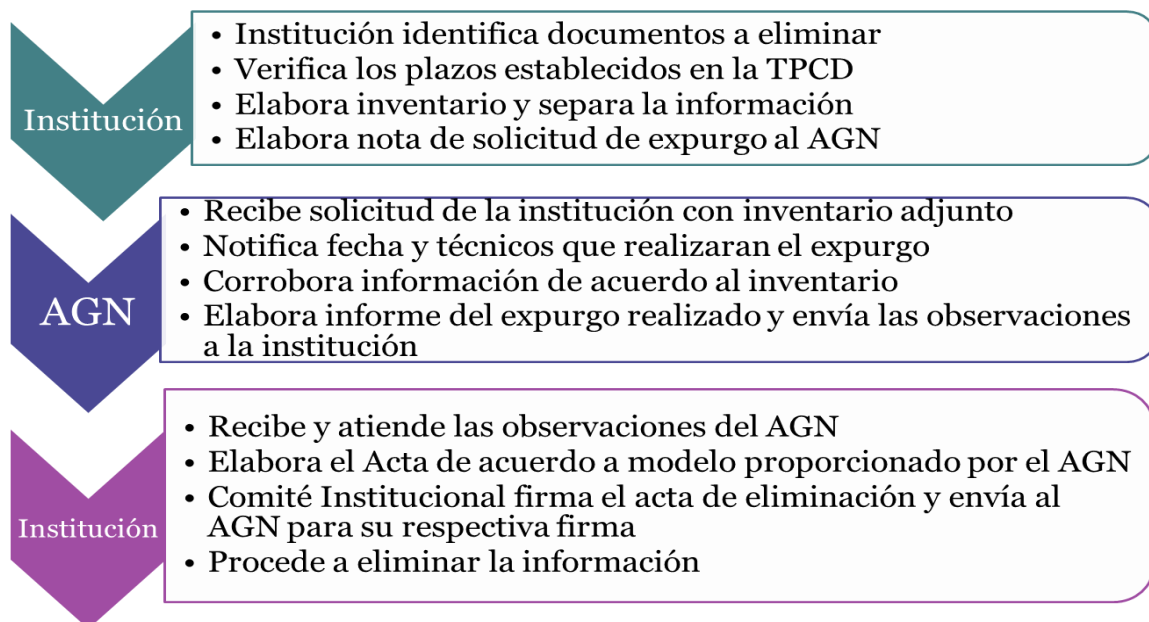 Institución
• Institución identifica documentos a eliminar
• Verifica los plazos establecidos en la TPCD
• Elabora inventario y separa la información
• Elabora nota de solicitud de expurgo al AGN
AGN
• Recibe solicitud de la institución con inventario adjunto
• Notifica fecha y técnicos que realizaran el expurgo
• Corrobora información de acuerdo al inventario
• Elabora informe del expurgo realizado y envía las observaciones
a la institución
Institución
• Recibe y atiende las observaciones del AGN
• Elabora el Acta de acuerdo a modelo proporcionado por el AGN
• Comité Institucional firma el acta de eliminación y envía al
AGN para su respectiva firma
• Procede a eliminar la información